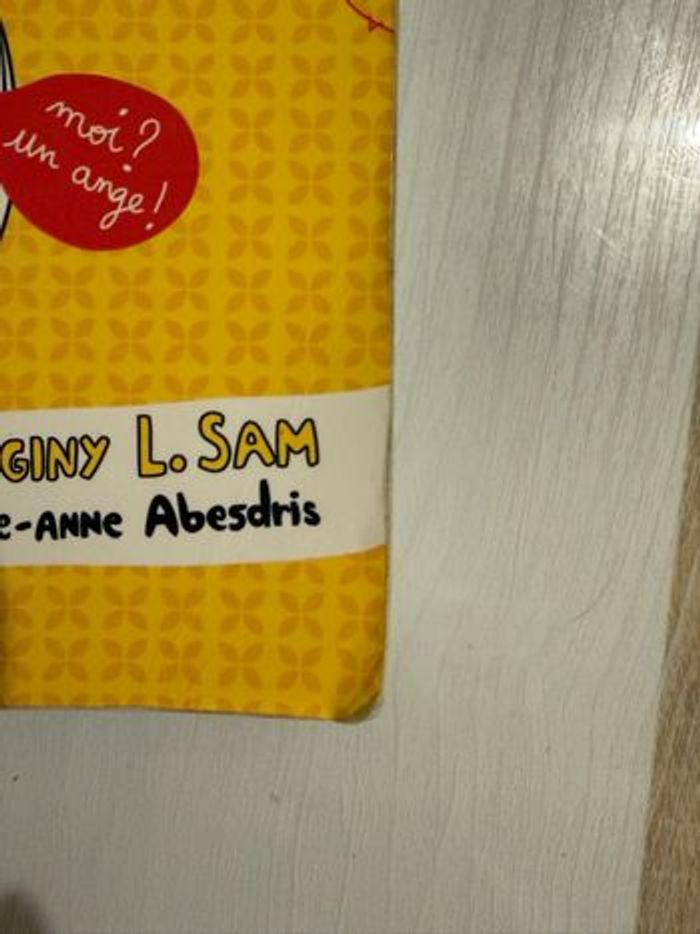 moi?
un ange!
GINY L. SAM
e-ANNe Abesdris